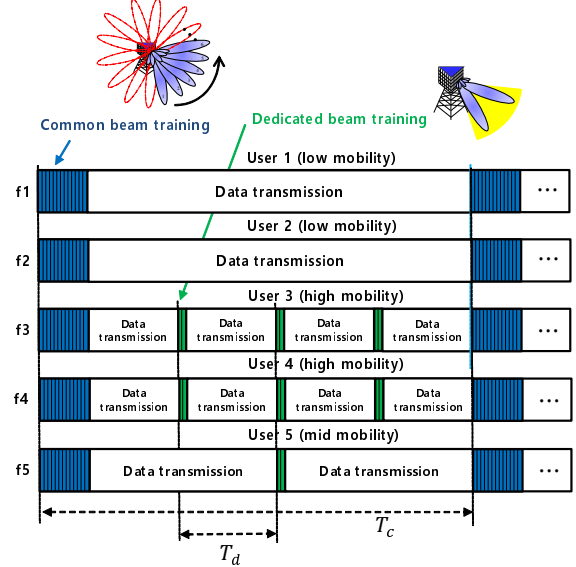 Common beam training
Dedicated beam training
User 1 (low mobility)
f1
Data transmission
...
User 2 (low mobility)
f2
Data transmission
...
User 3 (high mobility)
f3
Data
transmission
Data
transmission
Data
transmission
Data
transmission
...
User 4 (high mobility)
f4
Data
transmission
Data
transmission
Data
transmission
Data
transmission
...
User 5 (mid mobility)
f5
Data transmission
Data transmission
...
T_c
T_d